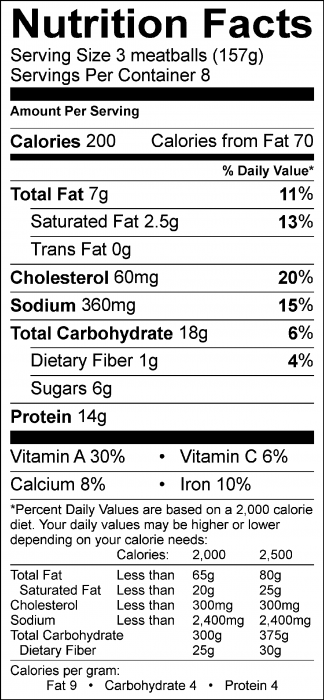 Nutrition Facts
Serving Size 3 meatballs (157g)
Servings Per Container 8
Amount Per Serving
Calories 200 Calories from Fat 70
% Daily Value*
Total Fat 7g 11%
Saturated Fat 2.5g 13%
Trans Fat 0g
Cholesterol 60mg 20%
Sodium 360mg 15%
Total Carbohydrate 18g 6%
Dietary Fiber 1g 4%
Sugars 6g
Protein 14g
Vitamin A 30% • Vitamin C 6%
Calcium 8% • Iron 10%
*Percent Daily Values are based on a 2,000 calorie
diet. Your daily values may be higher or lower
depending on your calorie needs:
Calories: 2,000 2,500
Total Fat Less than 65g 80g
Saturated Fat Less than 20g 25g
Cholesterol Less than 300mg 300mg
Sodium Less than 2,400mg 2,400mg
Total Carbohydrate 300g 375g
Dietary Fiber 25g 30g
Calories per gram:
Fat 9 • Carbohydrate 4 • Protein 4